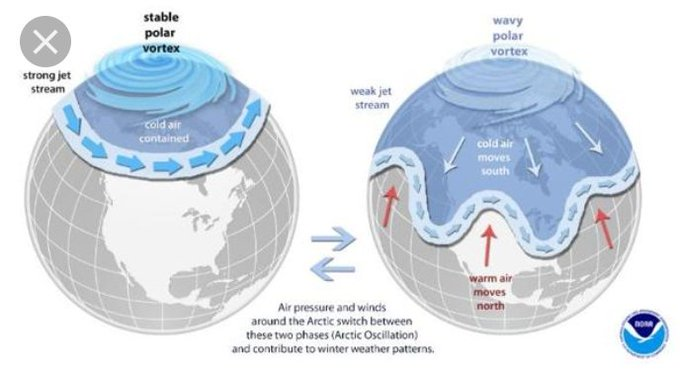 stable
polar
vortex
strong jet
stream
cold air
contained
wavy
polar
vortex
weak jet
stream
cold air
moves
south
warm air
moves
north
Air pressure and winds
around the Arctic switch between
these two phases (Arctic Oscillation)
and contribute to winter weather patterns.
NOAA